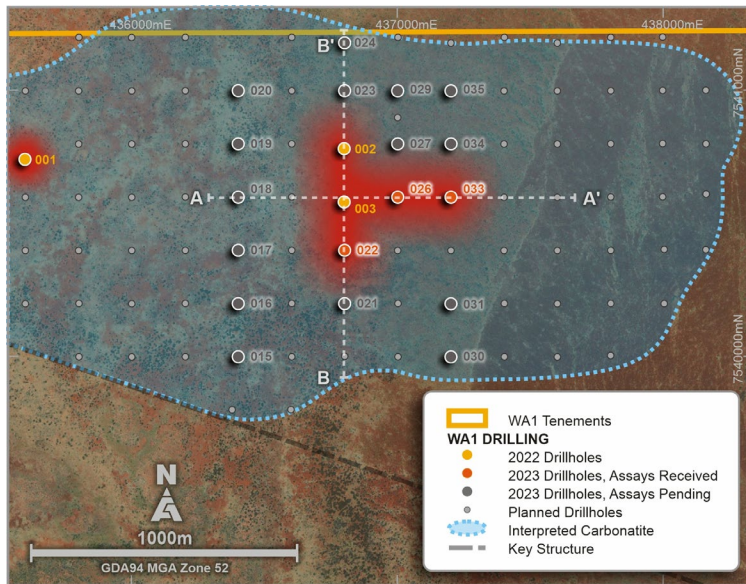 436000mE
437000mE
438000mE
B'
024
020
023
029
035
7541000mN
019
002
027
034
001
A
018
003
026
033
A'
017
022
016
021
031
015
B
030
7540000mN
N
1000m
GDA94 MGA Zone 52
WA1 Tenements
WA1 DRILLING
2022 Drillholes
2023 Drillholes, Assays Received
2023 Drillholes, Assays Pending
Planned Drillholes
Interpreted Carbonatite
Key Structure